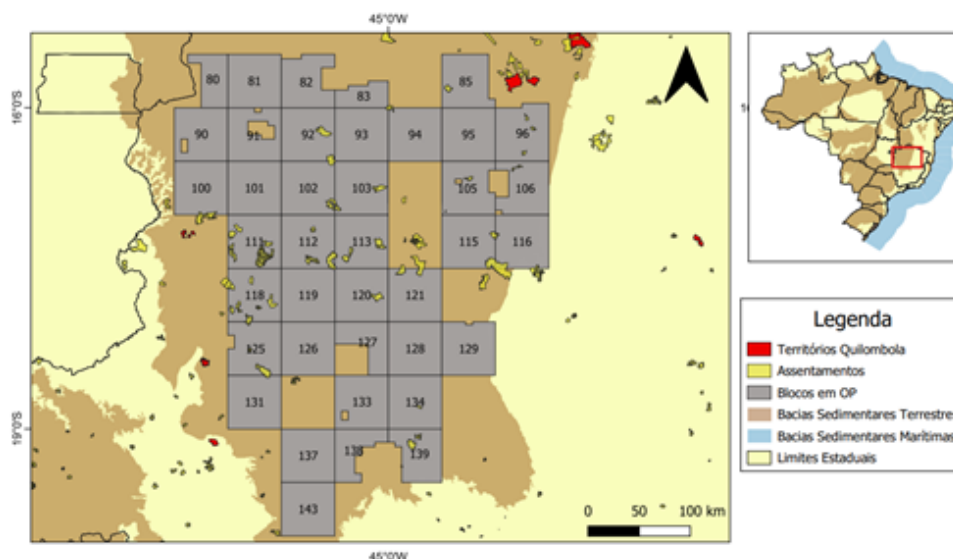 45°0'W
16°S
80 81 82 83 85
90 91 92 93 94 95 96
100 101 102 103 105 106
111 112 113 115 116
118 119 120 121
125 126 127 128 129
131 133 134
137 138 139
143
19°S
0 50 100 km
45°0'W
Legenda
Territórios Quilombola
Assentamentos
Blocos em OP
Bacias Sedimentares Terrestre
Bacias Sedimentares Marítimas
Limites Estaduais